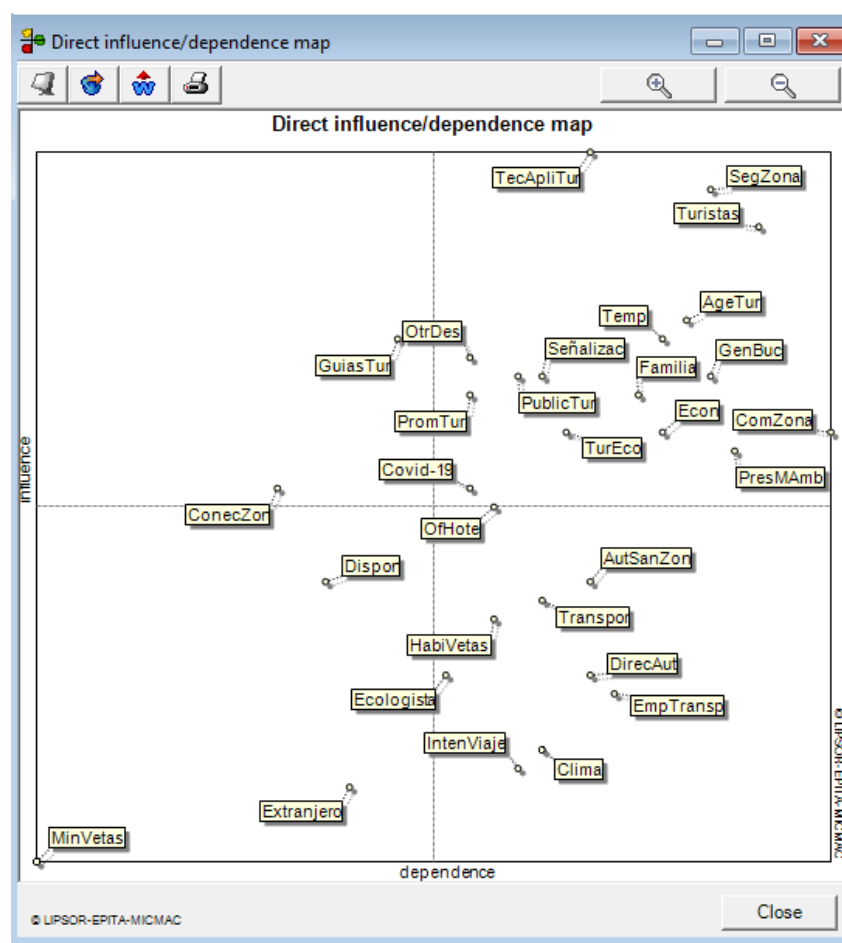 Direct influence/dependence map
Direct influence/dependence map
TecApliTur
SegZona
Turistas
AgeTur
Temp
OtrDes
Señalizac
GenBuc
GuiasTur
Familia
PublicTur
PromTur
Econ
ComZona
TurEco
Covid-19
PresMAmb
influence
ConecZon
OfHote
Dispon
AutSanZon
Transpor
HabiVetas
DirecAut
Ecologista
EmpTransp
IntenViaje
Clima
Extranjero
MinVetas
© LIPSOR-EPITA-MICMAC
dependence
© LIPSOR-EPITA-MICMAC
Close